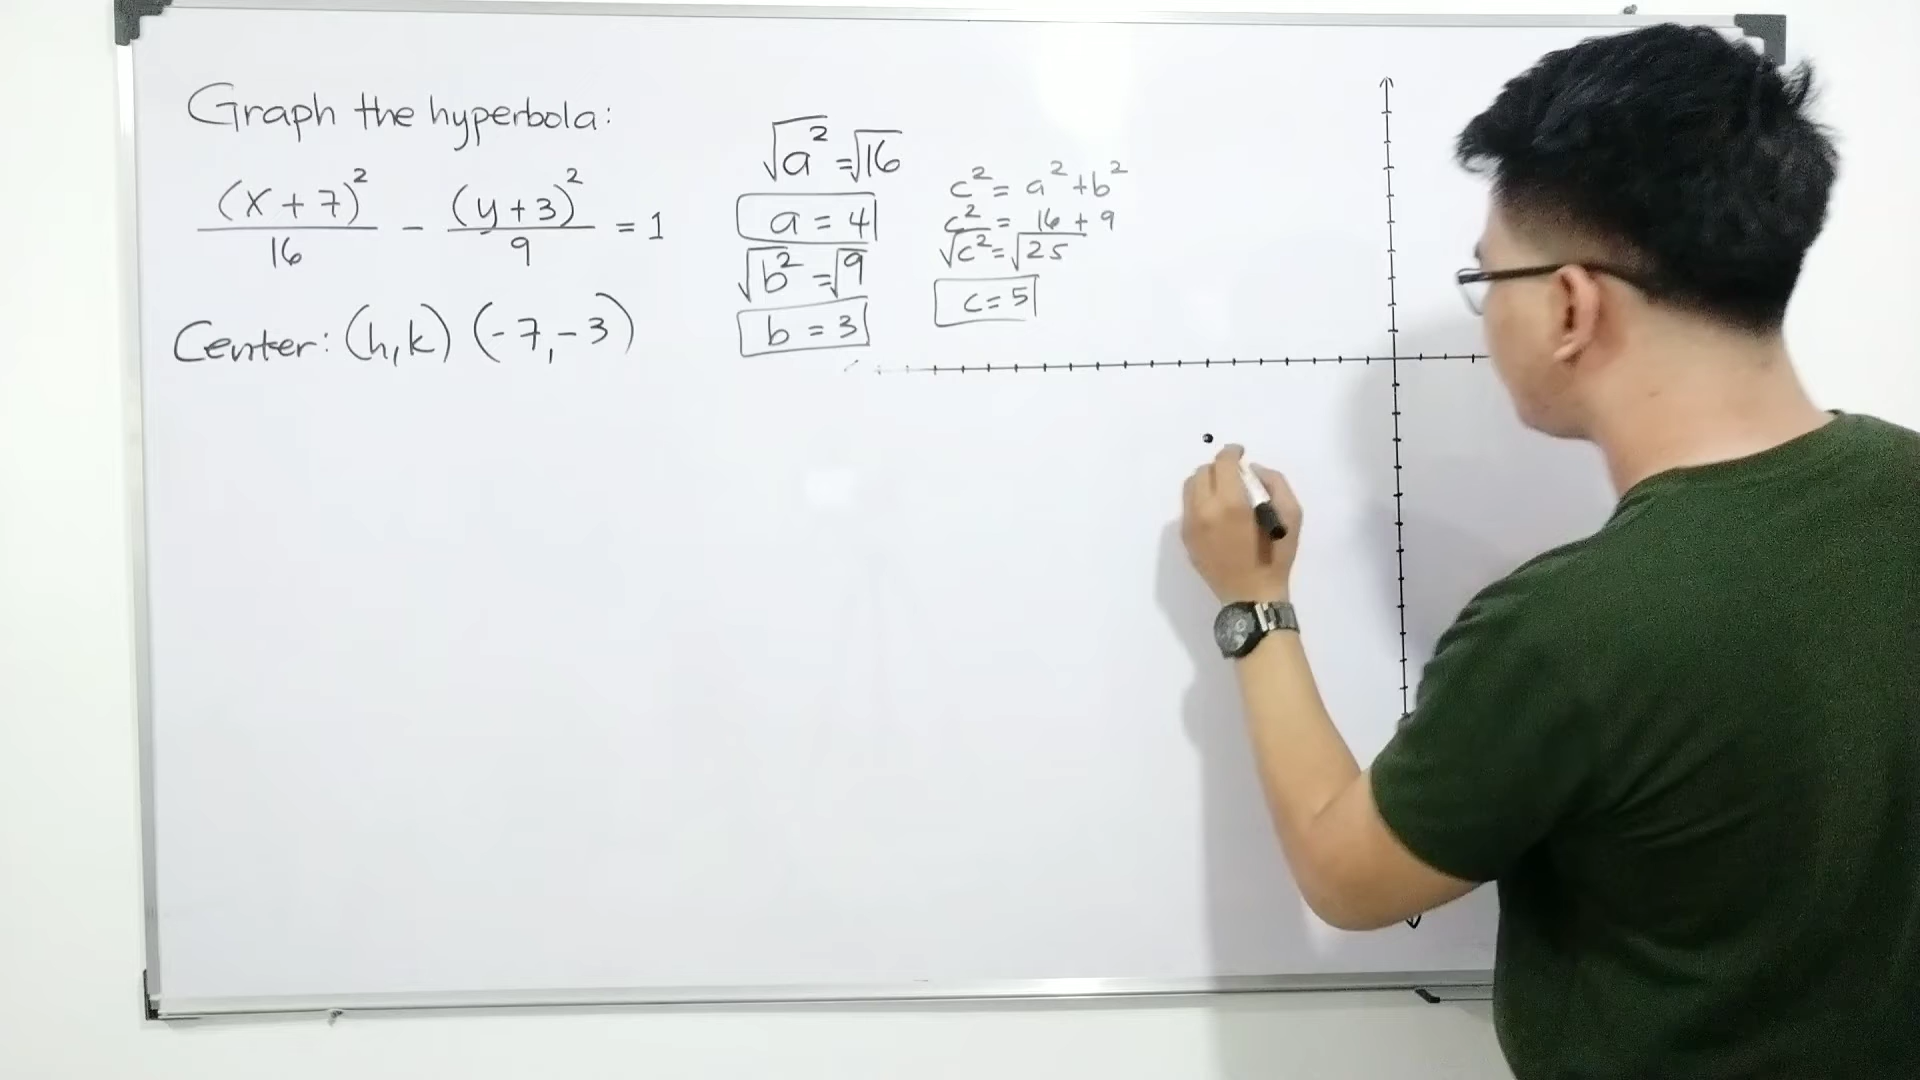 Graph the hyperbola:
(x+7)²/16 - (y+3)²/9 = 1
Center: (h,k) (-7,-3)
√a² = √16
a = 4
√b² = √9
b = 3
c² = a² + b²
c² = 16 + 9
√c² = √25
c = 5